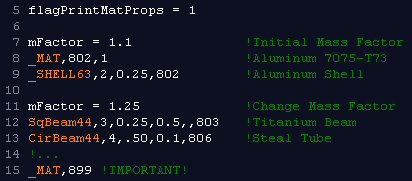 5 flagPrintMatProps = 1
6
7 mFactor = 1.1 !Initial Mass Factor
8 _MAT,802,1 !Aluminum 7075-T73
9 _SHELL63,2,0.25,802 !Aluminum Shell
10
11 mFactor = 1.25 !Change Mass Factor
12 SqBeam44,3,0.25,0.5,,803 !Titanium Beam
13 CirBeam44,4,.50,0.1,806 !Steal Tube
14 !...
15 _MAT,899 !IMPORTANT!